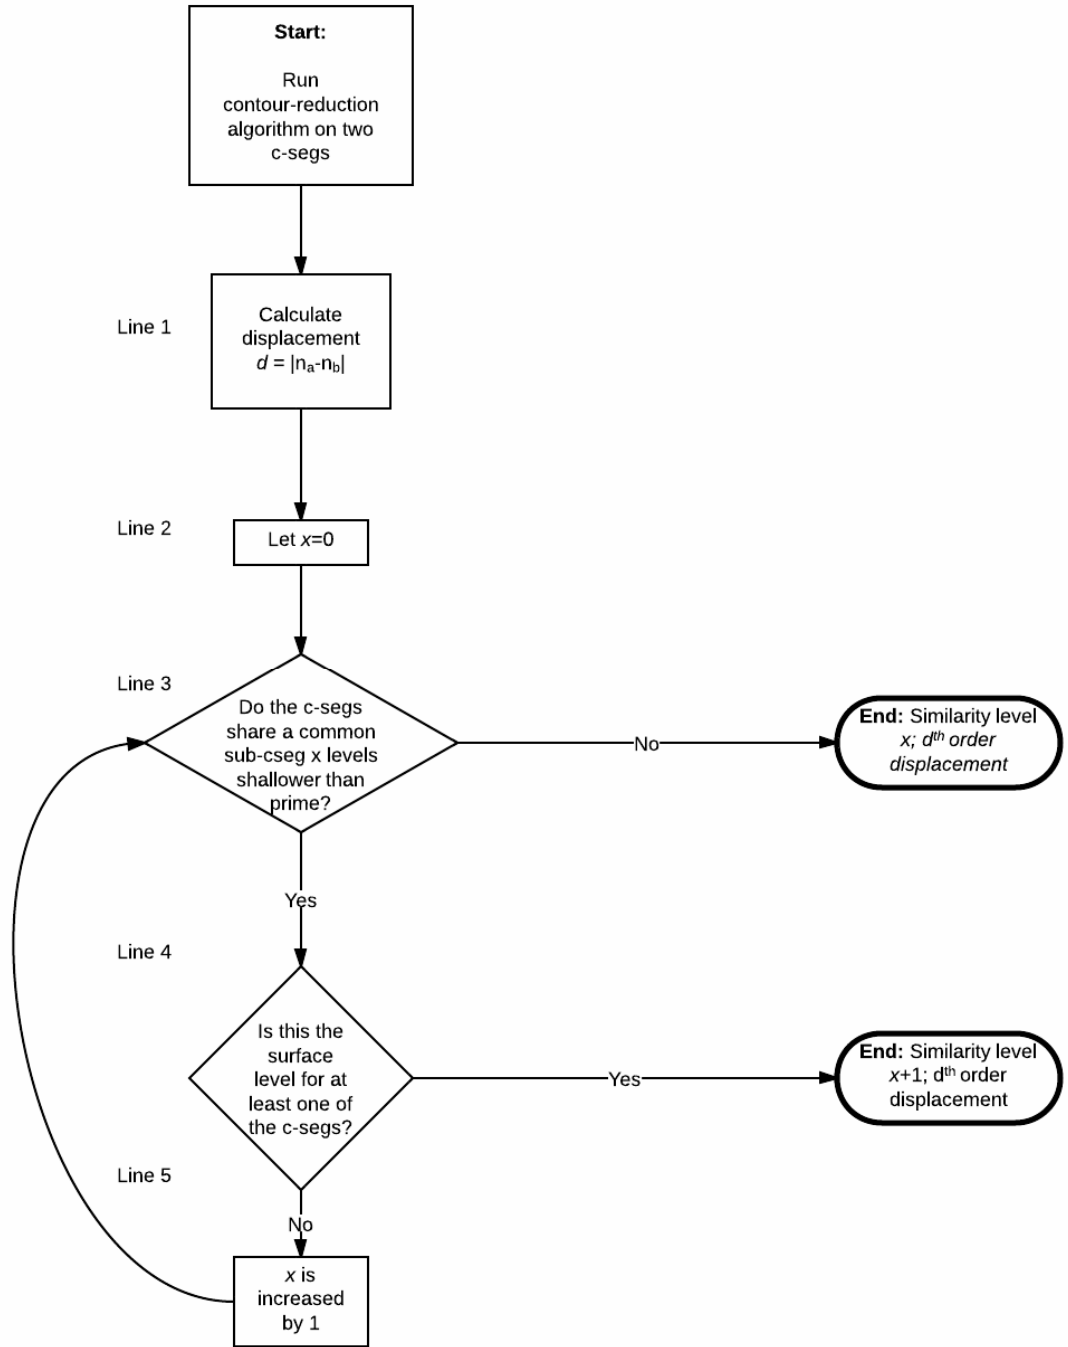 Start:
Run
contour-reduction
algorithm on two
c-segs
Line 1
Calculate
displacement
d = |nₐ-n_b|
Line 2
Let x=0
Line 3
Do the c-segs
share a common
sub-cseg x levels
shallower than
prime?
No
End: Similarity level
x; dᵗʰ order
displacement
Yes
Line 4
Is this the
surface
level for at
least one of
the c-segs?
Yes
End: Similarity level
x+1; dᵗʰ order
displacement
Line 5
No
x is
increased
by 1